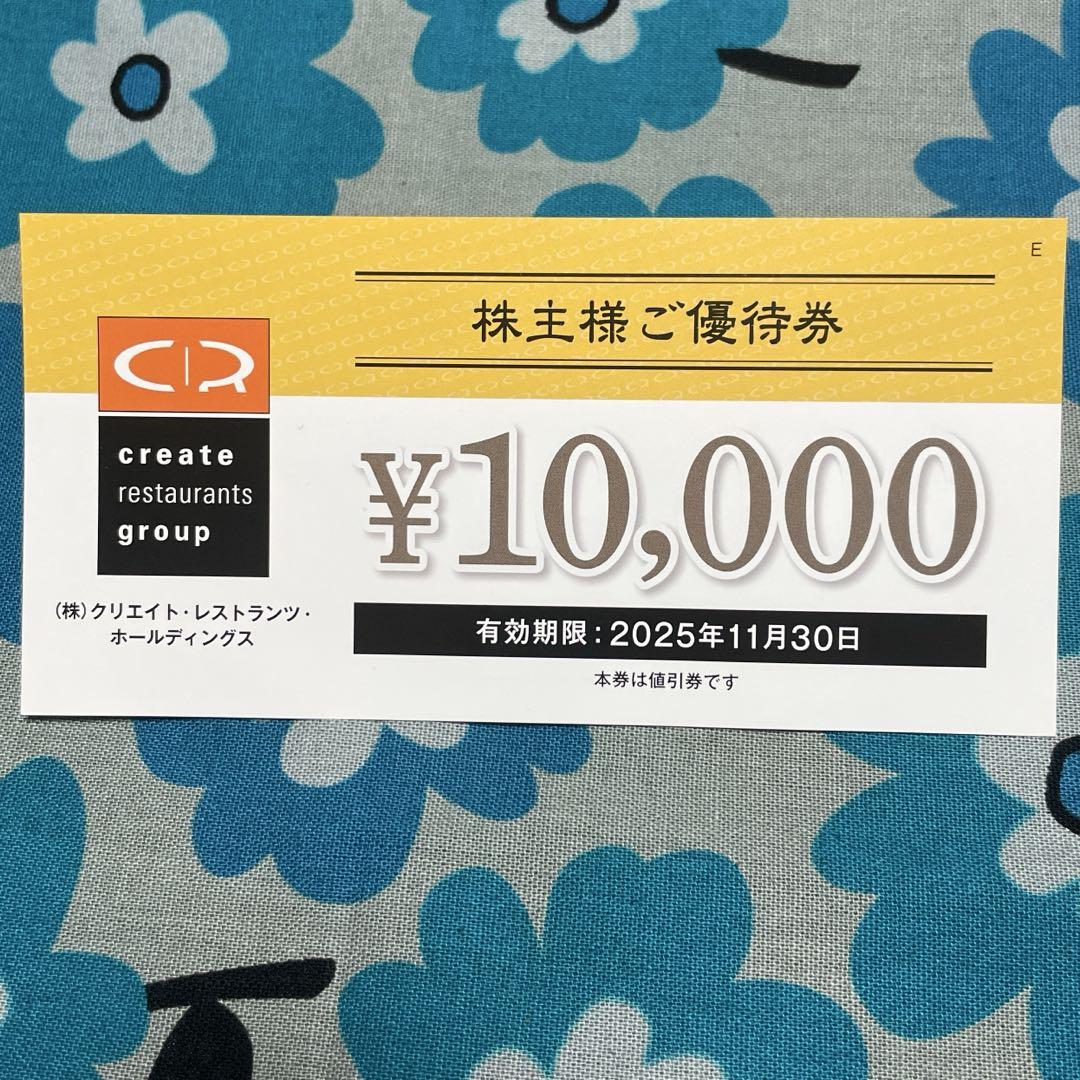 E
株主様ご優待券
CR
create
restaurants
group
¥10,000
(株)クリエイト・レストランツ・
ホールディングス
有効期限:2025年11月30日
本券は値引券です